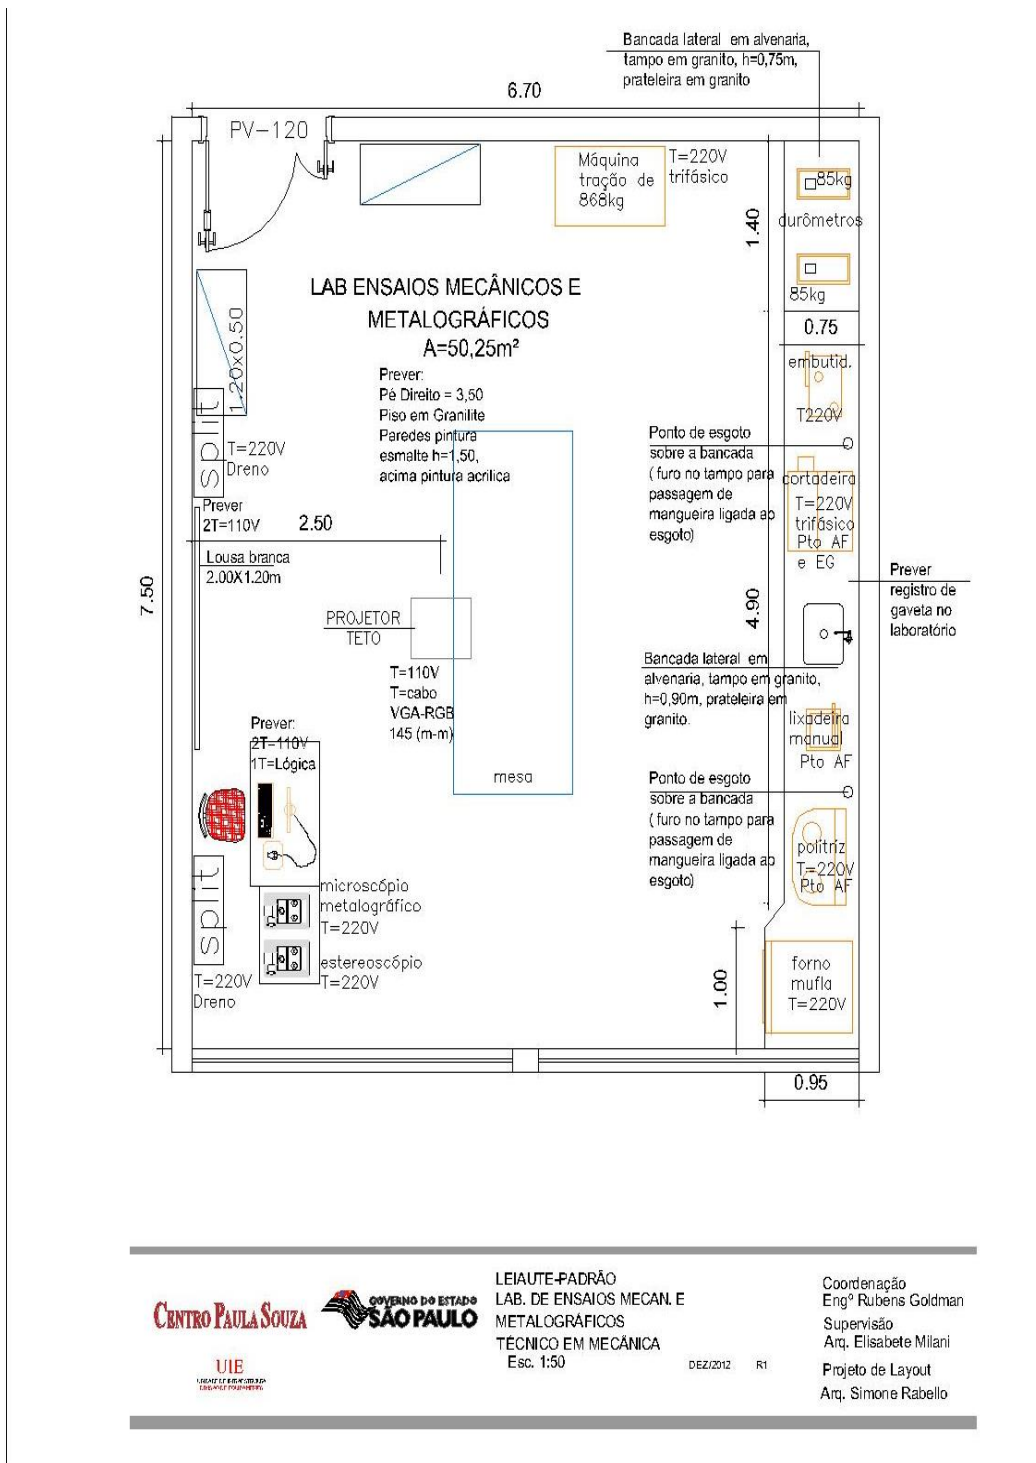 Bancada lateral em alvenaria,
tampo em granito, h=0,75m,
prateleira em granito
6.70
PV-120
Máquina
tração de
868kg
T=220V
trifásico
85kg
durômetros
85kg
1.40
0.75
LAB ENSAIOS MECÂNICOS E
METALOGRÁFICOS
A=50,25m²
1.20x0.50
Prever:
Pé Direito = 3,50
Piso em Granilite
Paredes pintura
esmalte h=1,50,
acima pintura acrilica
split
T=220V
Dreno
embutid.
T220V
Ponto de esgoto
sobre a bancada
( furo no tampo para
passagem de
mangueira ligada ao
esgoto)
cortadeira
T=220V
trifásico
Pto AF
e EG
Prever
2T=110V
2.50
Lousa branca
2.00X1.20m
7.50
4.90
Prever
registro de
gaveta no
laboratório
PROJETOR
TETO
T=110V
T=cabo
VGA-RGB
145 (m-m)
Bancada lateral em
alvenaria, tampo em granito,
h=0,90m, prateleira em
granito.
lixadeira
manual
Pto AF
Prever:
2T=110V
1T=Lógica
mesa
Ponto de esgoto
sobre a bancada
( furo no tampo para
passagem de
mangueira ligada ao
esgoto)
politriz
T=220V
Pto AF
split
T=220V
Dreno
microscópio
metalográfico
T=220V
estereoscópio
T=220V
1.00
forno
mufla
T=220V
0.95
CENTRO PAULA SOUZA
UIE
GOVERNO DO ESTADO
SÃO PAULO
LEIAUTE-PADRÃO
LAB. DE ENSAIOS MECAN. E
METALOGRÁFICOS
TÉCNICO EM MECÂNICA
Esc. 1:50
DEZ/2012 R1
Coordenação
Engº Rubens Goldman
Supervisão
Arq. Elisabete Milani
Projeto de Layout
Arq. Simone Rabello